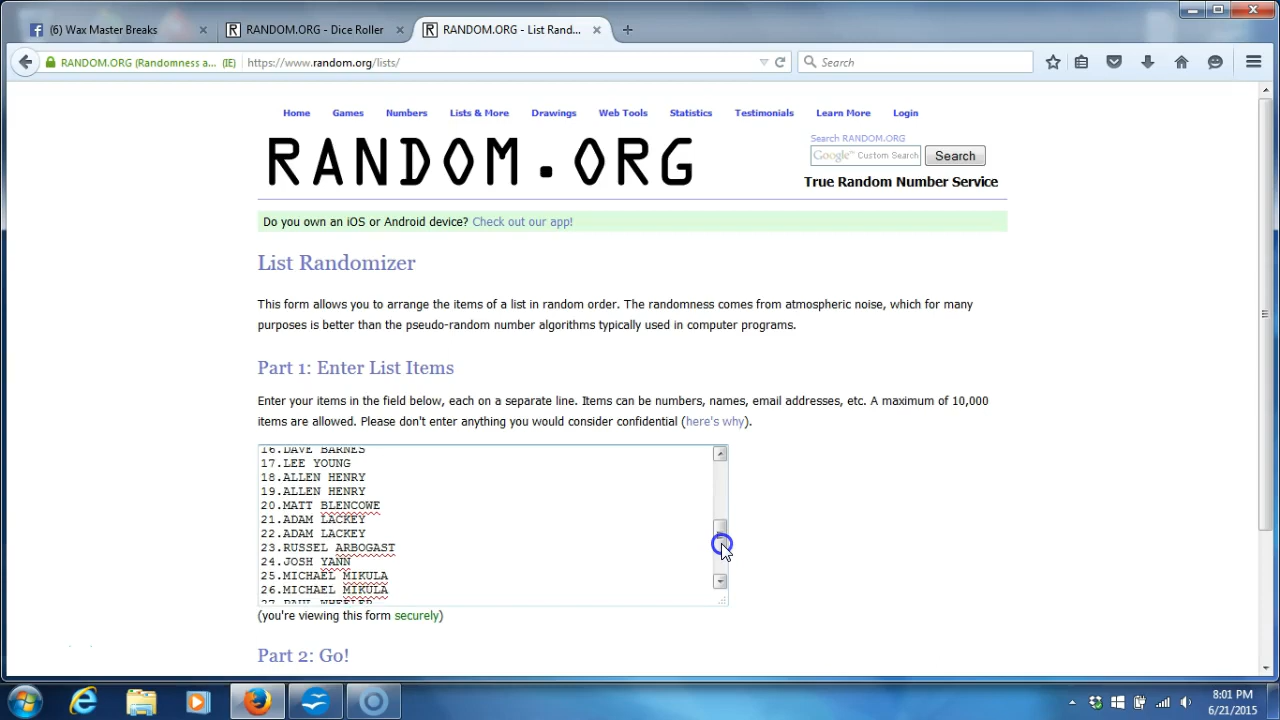 (6) Wax Master Breaks
RANDOM.ORG - Dice Roller
RANDOM.ORG - List Rand...
RANDOM.ORG (Randomness a... (IE)
https://www.random.org/lists/
Search
Home Games Numbers Lists & More Drawings Web Tools Statistics Testimonials Learn More Login
RANDOM.ORG
Search RANDOM.ORG
Google™ Custom Search
Search
True Random Number Service
Do you own an iOS or Android device? Check out our app!
List Randomizer
This form allows you to arrange the items of a list in random order. The randomness comes from atmospheric noise, which for many
purposes is better than the pseudo-random number algorithms typically used in computer programs.
Part 1: Enter List Items
Enter your items in the field below, each on a separate line. Items can be numbers, names, email addresses, etc. A maximum of 10,000
items are allowed. Please don't enter anything you would consider confidential (here's why).
16.DAVE BARNES
17.LEE YOUNG
18.ALLEN HENRY
19.ALLEN HENRY
20.MATT BLENCOWE
21.ADAM LACKEY
22.ADAM LACKEY
23.RUSSEL ARBOGAST
24.JOSH YANN
25.MICHAEL MIKULA
26.MICHAEL MIKULA
27.PAUL WHEELER
(you're viewing this form securely)
Part 2: Go!
8:01 PM
6/21/2015